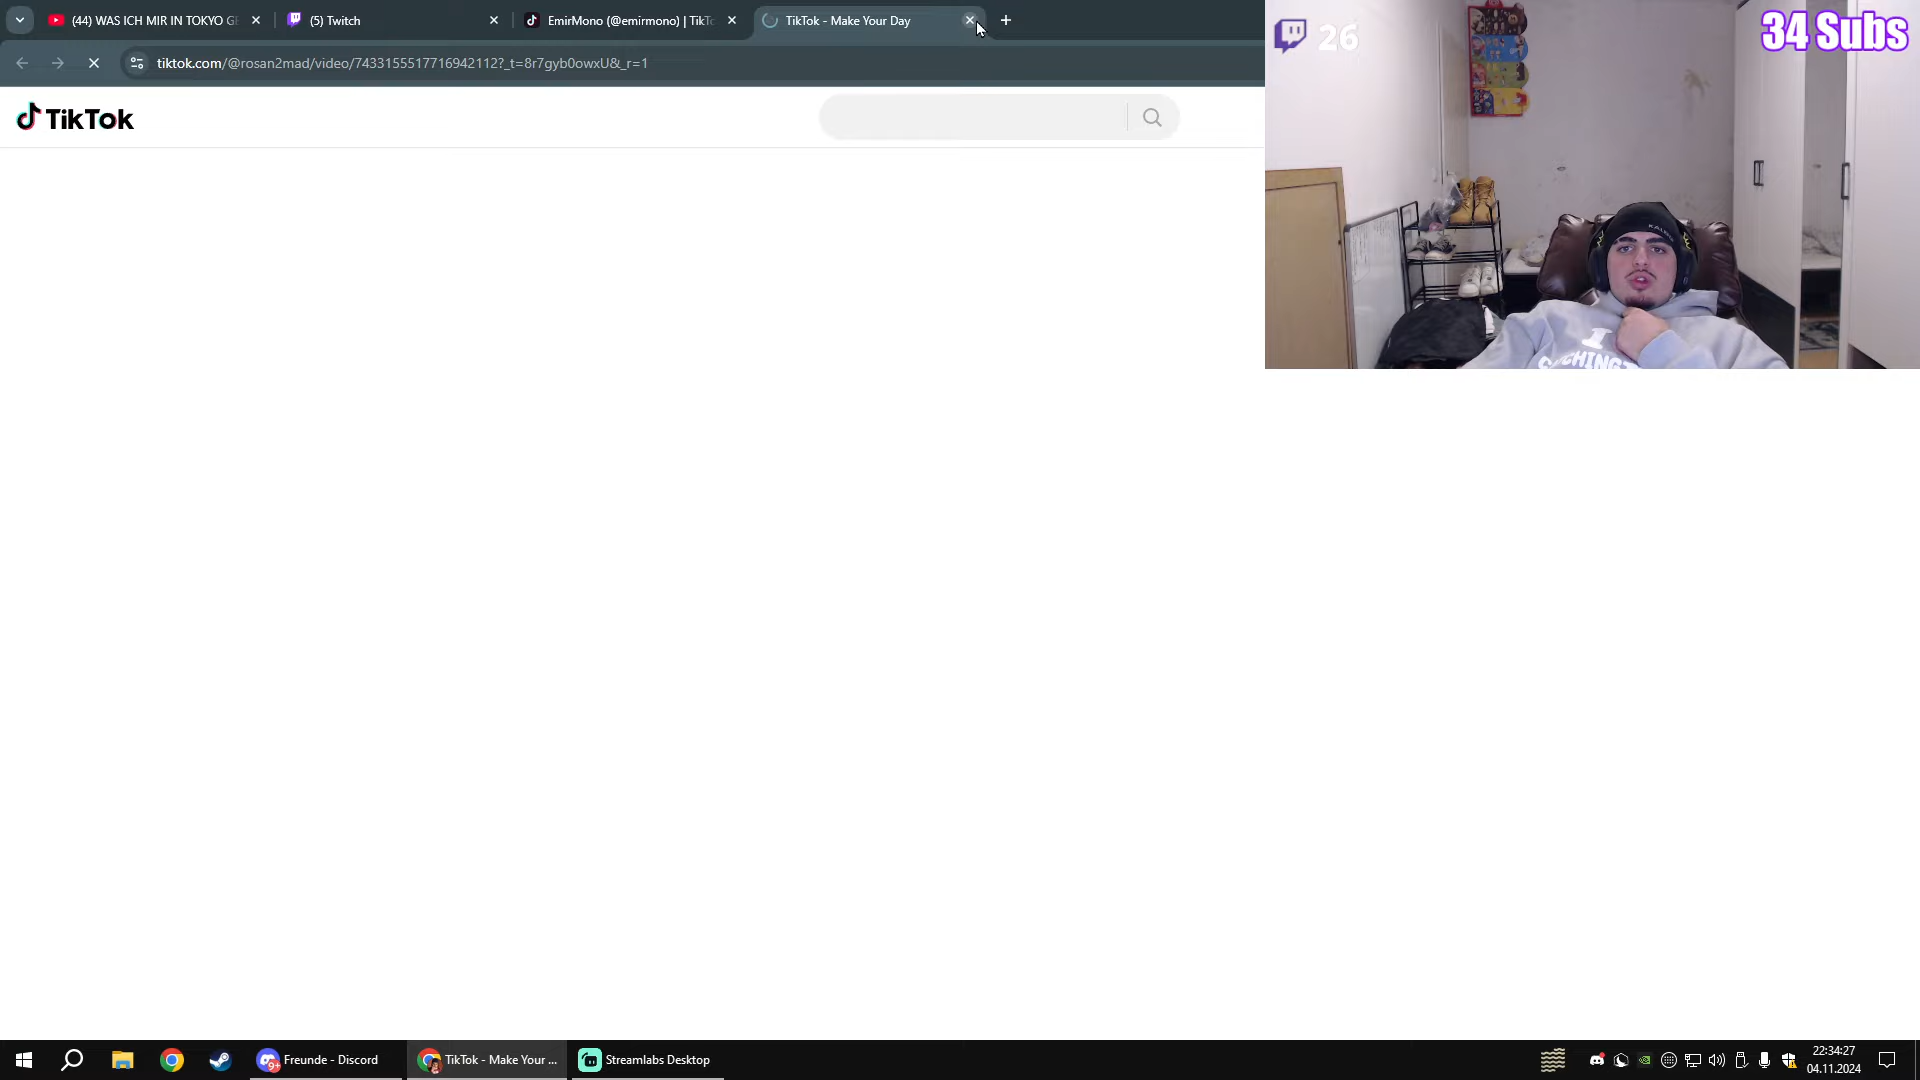 (44) WAS ICH MIR IN TOKYO GE
(5) Twitch
EmirMono (@emirmono) | TikTo
TikTok - Make Your Day
tiktok.com/@rosan2mad/video/7433155517716942112?_t=8r7gyb0owxU&_r=1
TikTok
26
34 Subs
I
Freunde - Discord
9+
TikTok - Make Your ...
Streamlabs Desktop
22:34:27
04.11.2024